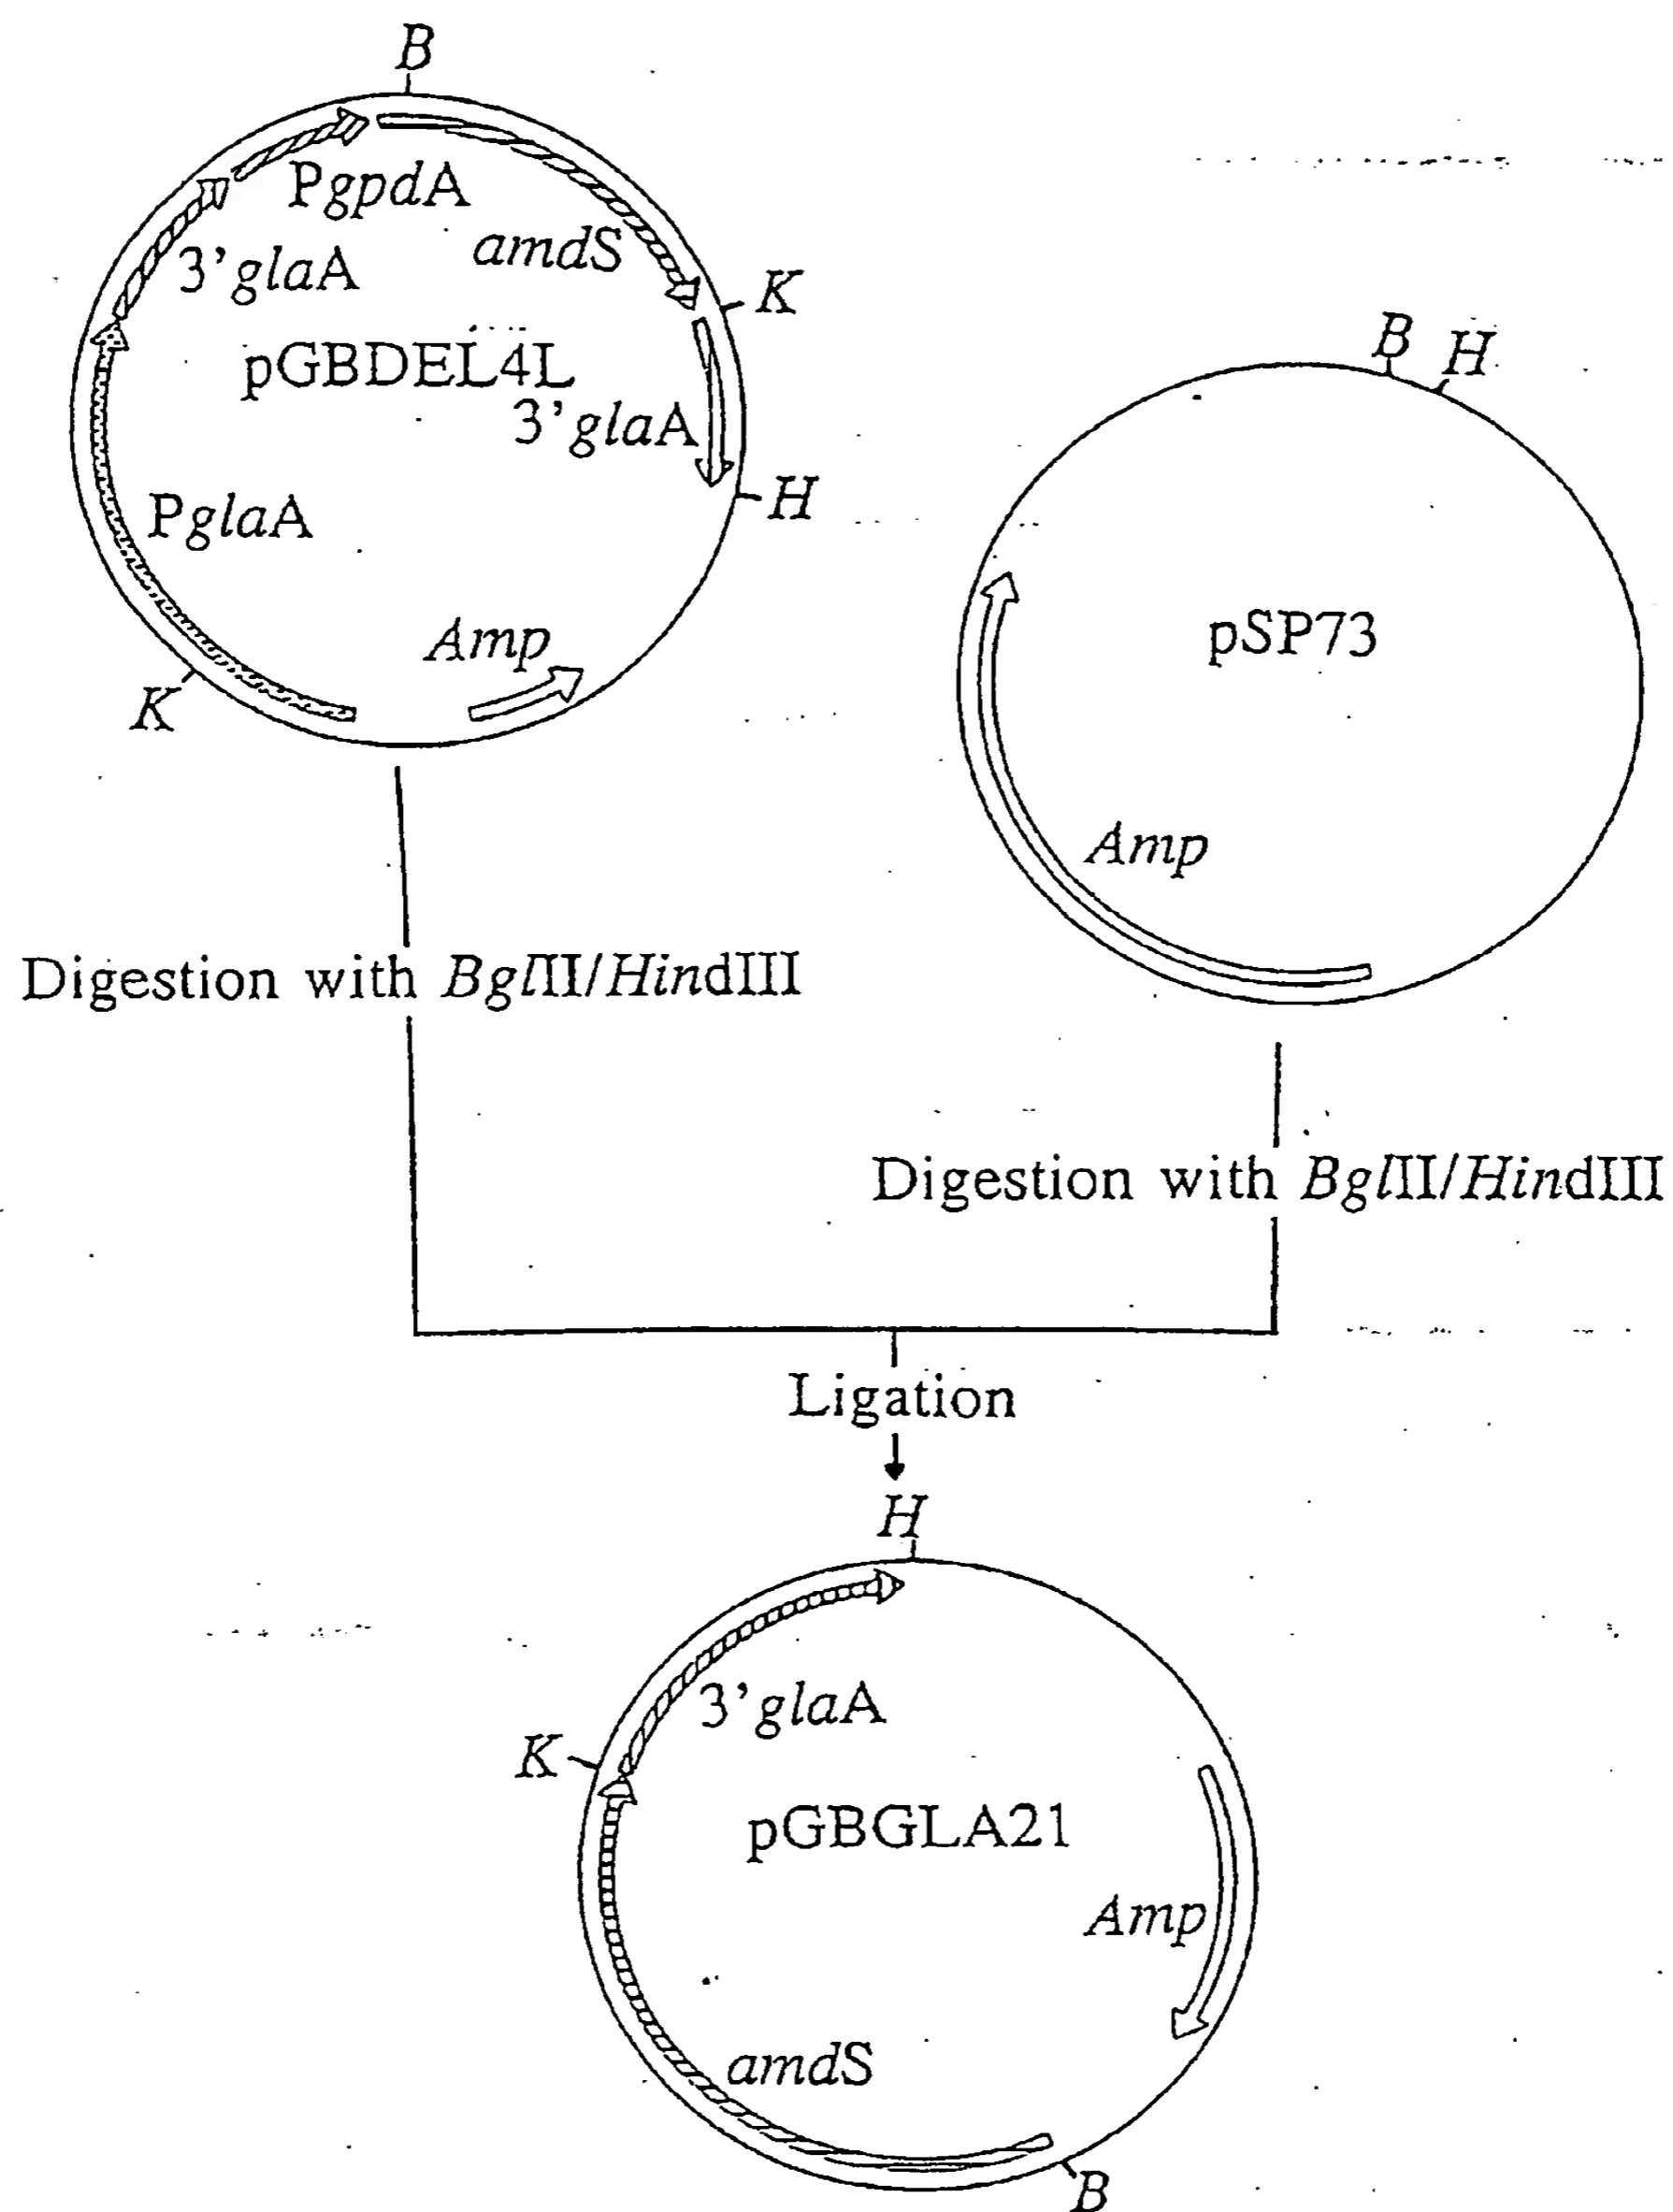 B
PgpdA
amdS
3’glaA
K
pGBDEL4L
3’glaA
H
PglaA
Amp
K
B H
pSP73
Amp
Digestion with BglII/HindIII
Digestion with BglII/HindIII
Ligation
H
3’glaA
K
pGBGLA21
Amp
amdS
B